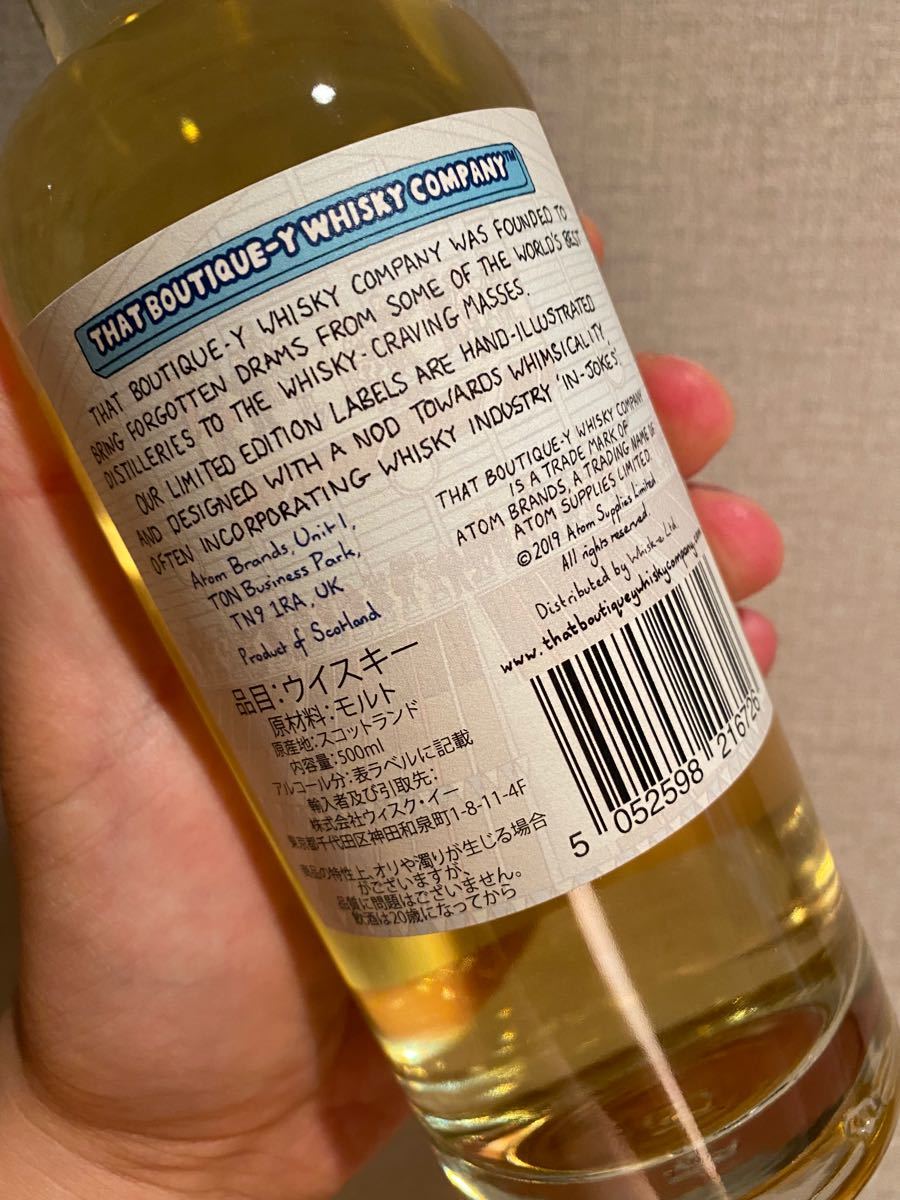 THAT BOUTIQUE-Y WHISKY COMPANY™
THAT BOUTIQUE-Y WHISKY COMPANY WAS FOUNDED TO
BRING FORGOTTEN DRAMS FROM SOME OF THE WORLD'S BEST
DISTILLERIES TO THE WHISKY-CRAVING MASSES.
OUR LIMITED EDITION LABELS ARE HAND-ILLUSTRATED
AND DESIGNED WITH A NOD TOWARDS WHIMSICALITY,
OFTEN INCORPORATING WHISKY INDUSTRY 'IN-JOKES'.
Atom Brands, Unit 1,
TON Business Park,
TN9 1RA, UK
Product of Scotland
THAT BOUTIQUE-Y WHISKY COMPANY
IS A TRADE MARK OF
ATOM BRANDS, A TRADING NAME OF
ATOM SUPPLIES LIMITED.
©2019 Atom Supplies Limited
All rights reserved.
Distributed by Whisk-e Ltd.
www.thatboutiqueywhiskycompany.com
品目:ウイスキー
原材料:モルト
原産地:スコットランド
内容量:500ml
アルコール分:表ラベルに記載
輸入者及び引取先:
株式会社ウィスク・イー
東京都千代田区神田和泉町1-8-11-4F
商品の特性上、オリや濁りが生じる場合
がございますが、
品質に問題はございません。
飲酒は20歳になってから
5 052598 216726